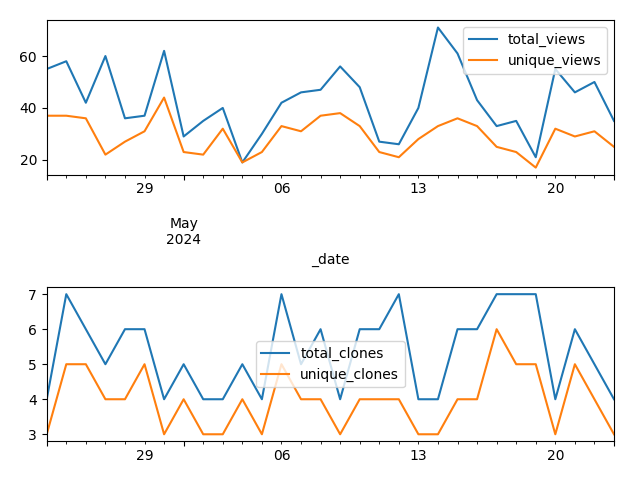 60
40
20
total_views
unique_views
29
06
13
20
May
2024
_date
7
6
5
4
3
total_clones
unique_clones
29
06
13
20